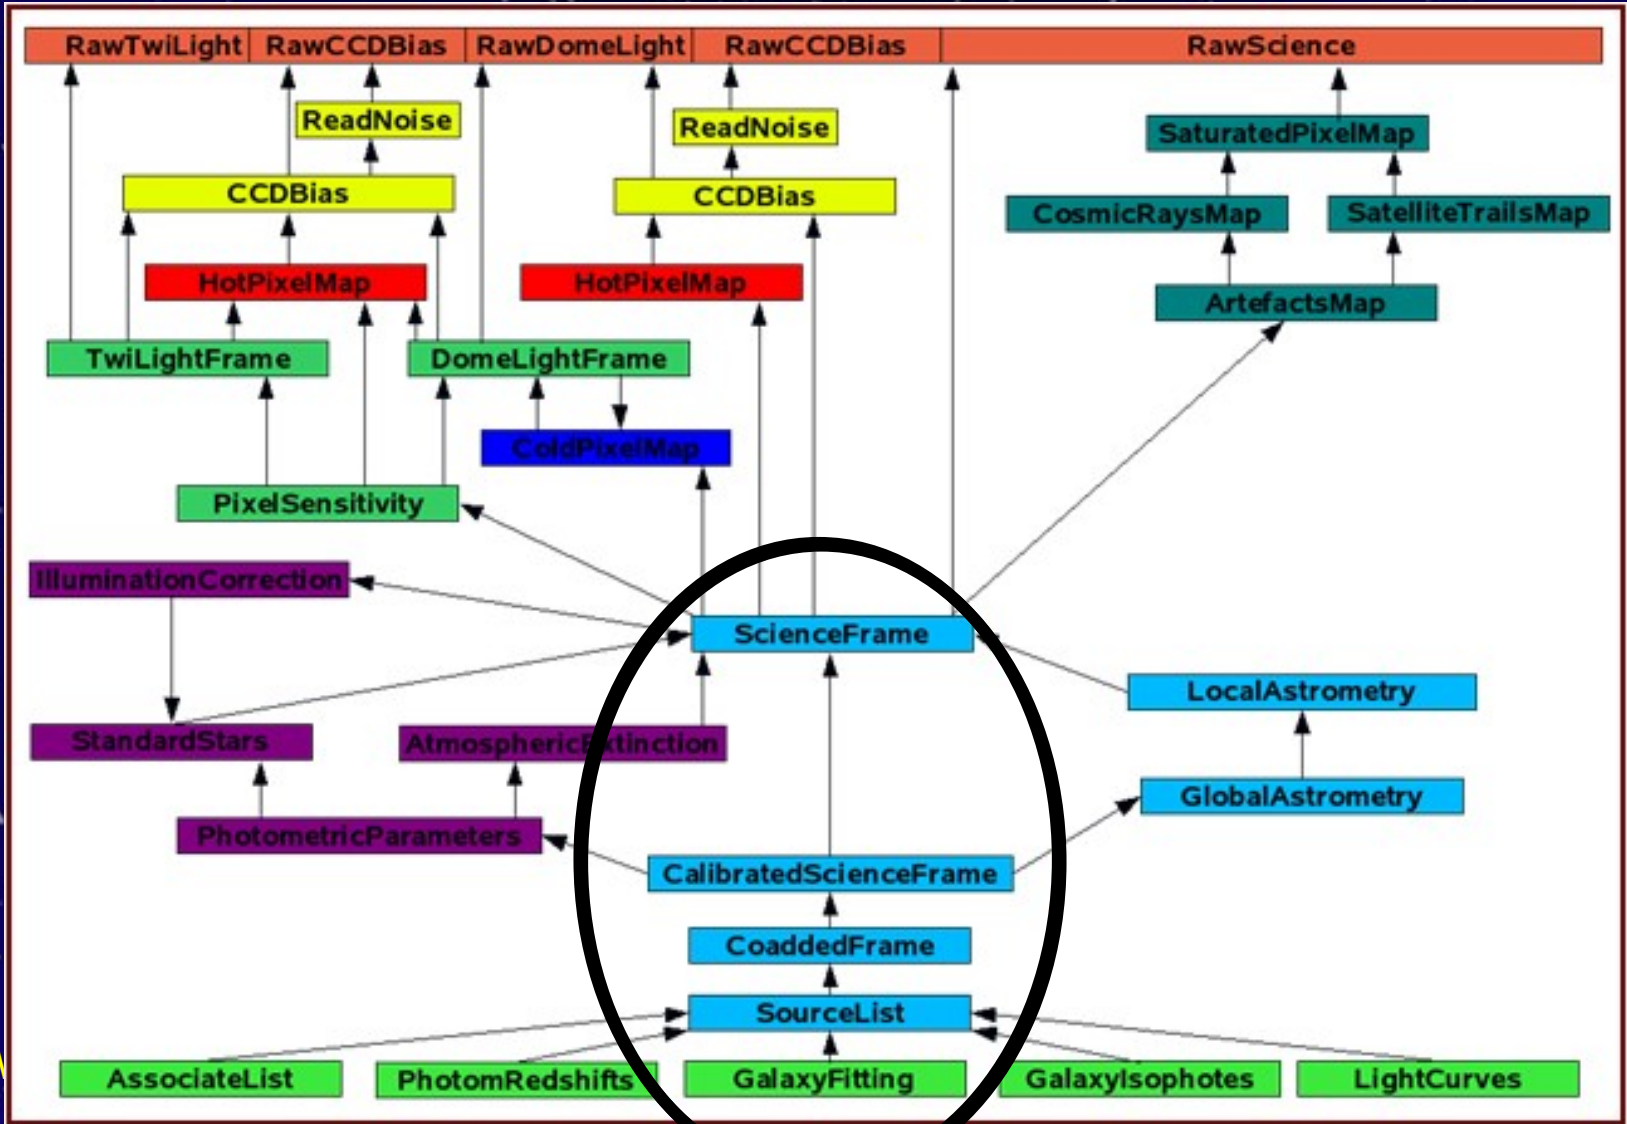 RawTwiLight RawCCDBias RawDomeLight RawCCDBias RawScience
ReadNoise
ReadNoise
SaturatedPixelMap
CCDBias
CCDBias
CosmicRaysMap
SatelliteTrailsMap
HotPixelMap
HotPixelMap
ArtefactsMap
TwiLightFrame
DomeLightFrame
ColdPixelMap
PixelSensitivity
IlluminationCorrection
ScienceFrame
LocalAstrometry
StandardStars
AtmosphericExtinction
GlobalAstrometry
PhotometricParameters
CalibratedScienceFrame
CoaddedFrame
SourceList
AssociateList
PhotomRedshifts
GalaxyFitting
GalaxyIsophotes
LightCurves